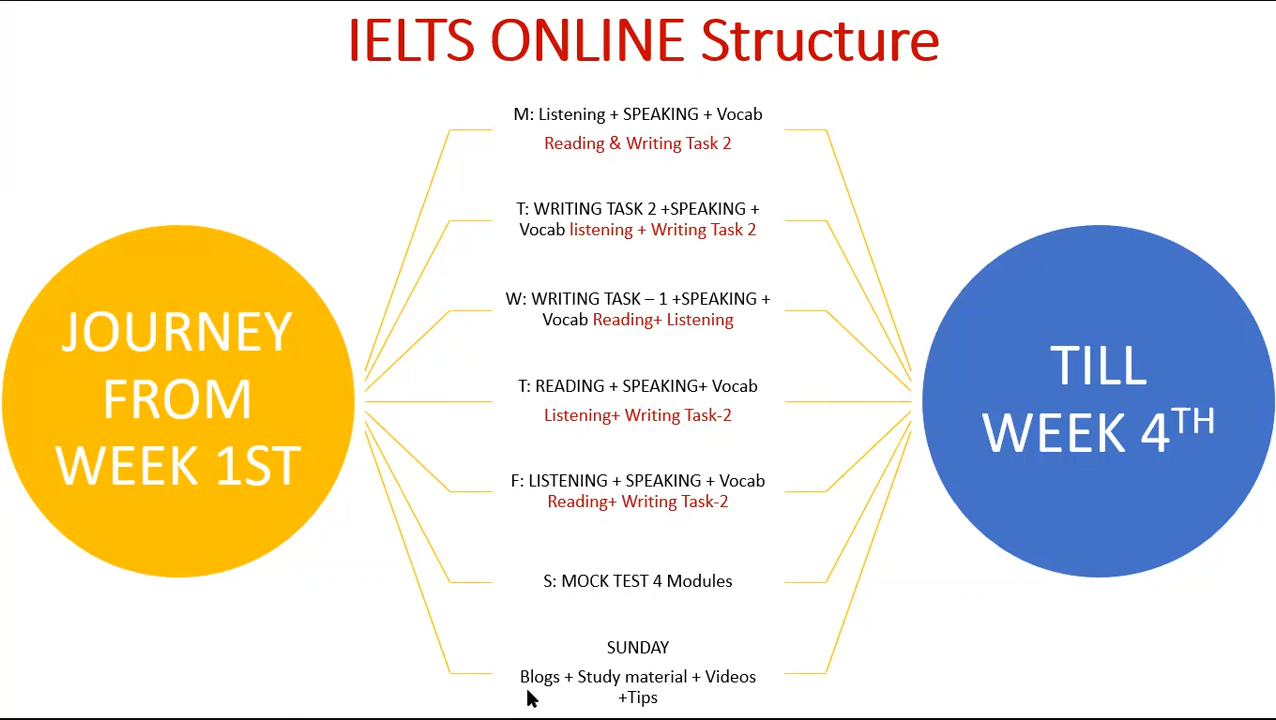 IELTS ONLINE Structure
M: Listening + SPEAKING + Vocab
Reading & Writing Task 2
T: WRITING TASK 2 +SPEAKING +
Vocab listening + Writing Task 2
W: WRITING TASK – 1 +SPEAKING +
Vocab Reading+ Listening
T: READING + SPEAKING+ Vocab
Listening+ Writing Task-2
F: LISTENING + SPEAKING + Vocab
Reading+ Writing Task-2
S: MOCK TEST 4 Modules
SUNDAY
Blogs + Study material + Videos
+Tips
JOURNEY
FROM
WEEK 1ST
TILL
WEEK 4TH